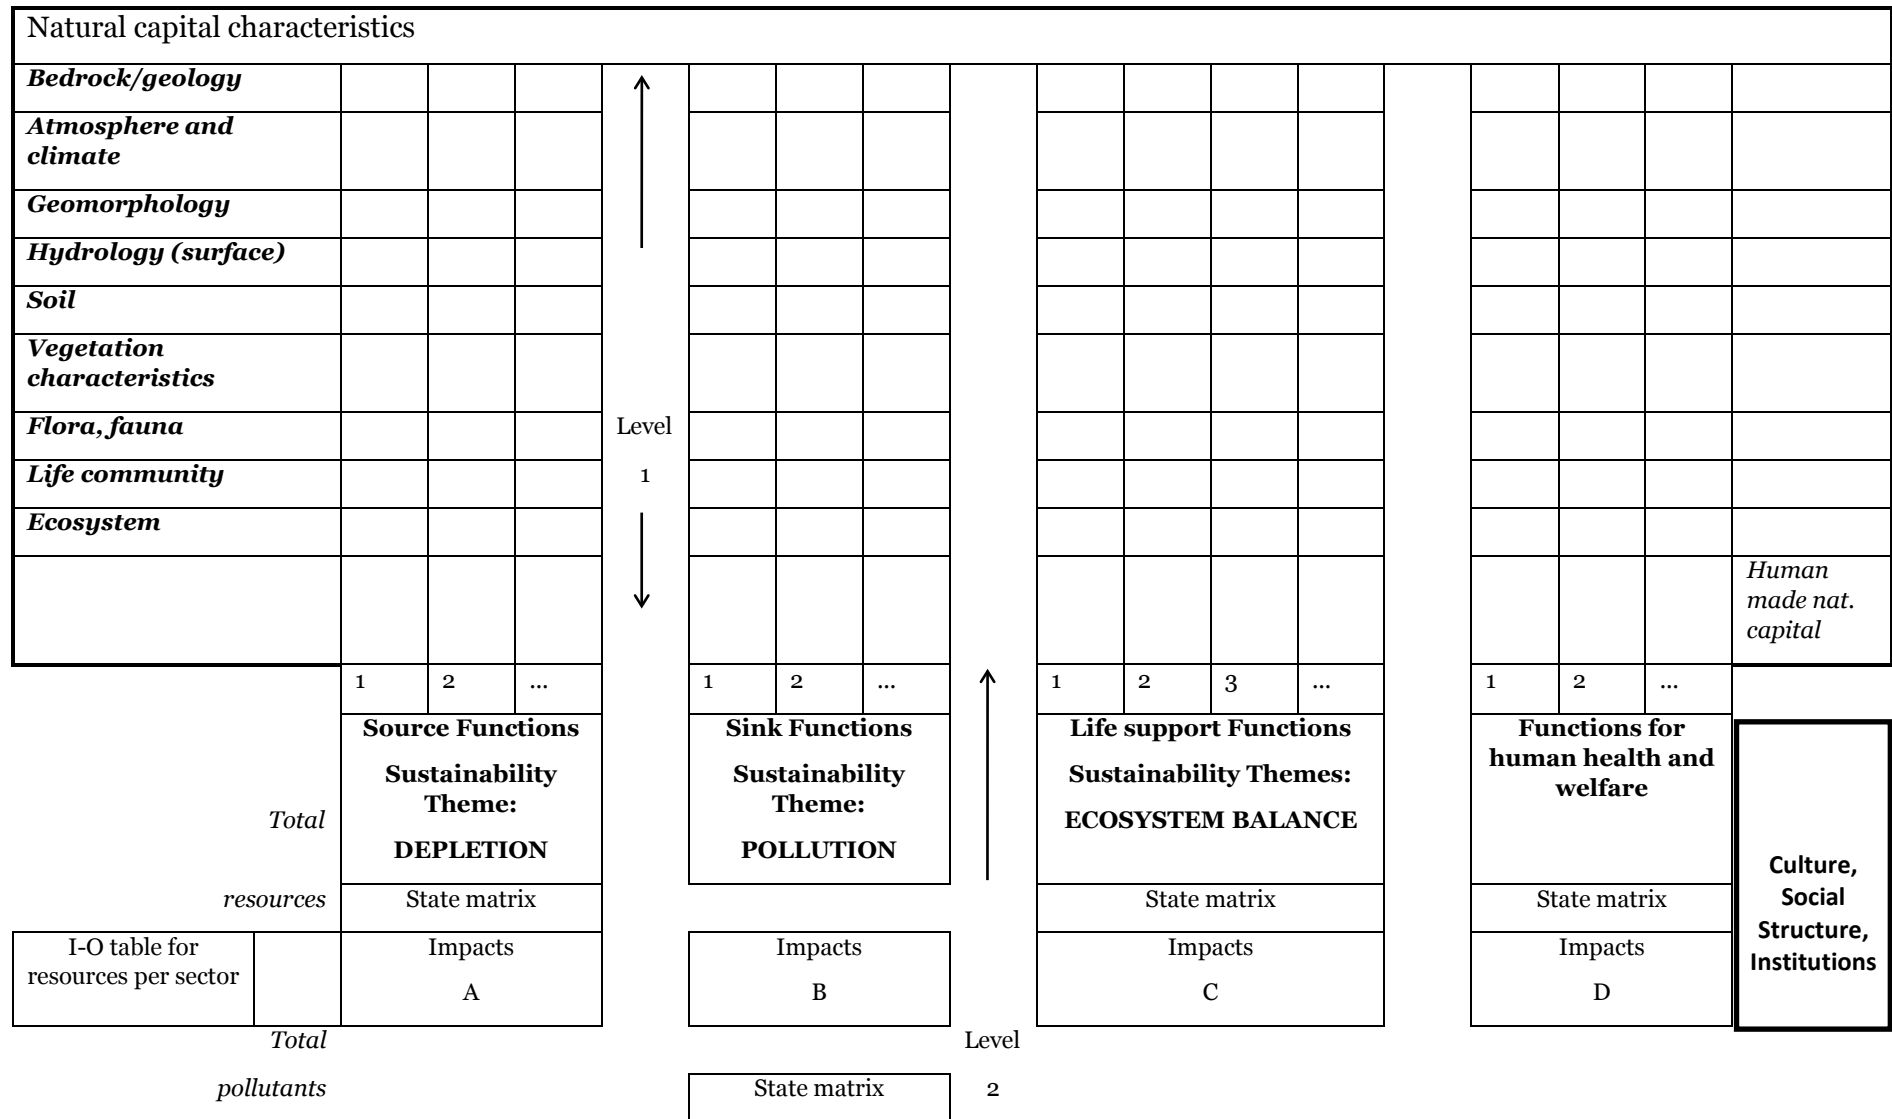 Natural capital characteristics
Bedrock/geology
Atmosphere and
climate
Geomorphology
Hydrology (surface)
Soil
Vegetation
characteristics
Flora, fauna
Level
Life community
1
Ecosystem
Human
made nat.
capital
1 2 ... 1 2 ... 1 2 3 ... 1 2 ...
Source Functions
Sustainability
Theme:
DEPLETION
Sink Functions
Sustainability
Theme:
POLLUTION
Life support Functions
Sustainability Themes:
ECOSYSTEM BALANCE
Functions for
human health and
welfare
Total
resources
State matrix
State matrix
State matrix
Culture,
Social
Structure,
Institutions
I-O table for
resources per sector
Impacts
A
Impacts
B
Impacts
C
Impacts
D
Total
pollutants
State matrix
Level
2